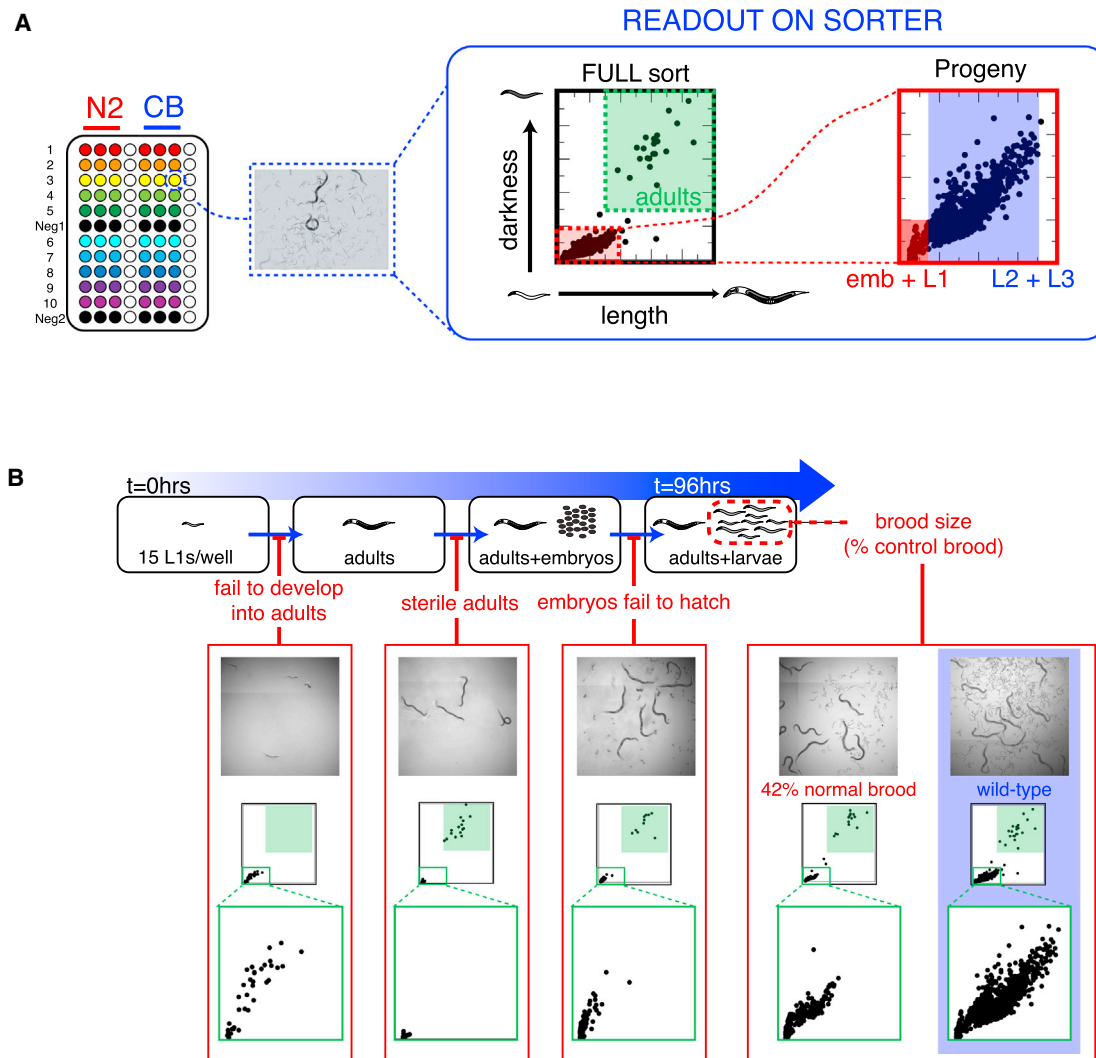 A
READOUT ON SORTER
N2
CB
1
2
3
4
5
Neg1
6
7
8
9
10
Neg2
FULL sort
Progeny
darkness
adults
length
emb + L1
L2 + L3
B
t=0hrs
t=96hrs
15 L1s/well
adults
adults+embryos
adults+larvae
brood size
(% control brood)
fail to develop
into adults
sterile adults
embryos fail to hatch
42% normal brood
wild-type